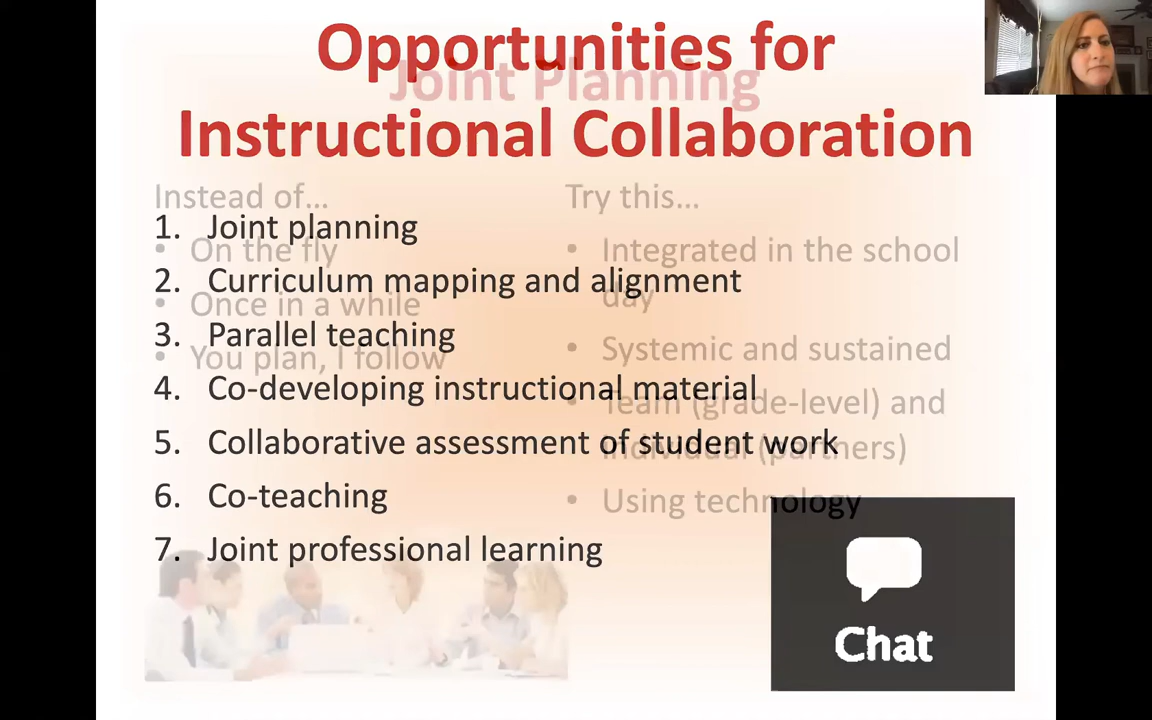 Opportunities for
Joint Planning
Instructional Collaboration
Instead of...
Try this...
1. Joint planning
• On the fly
• Integrated in the school
day
2. Curriculum mapping and alignment
• Once in a while
3. Parallel teaching
• You plan, I follow
• Systemic and sustained
4. Co-developing instructional material
• Team (grade-level) and
5. Collaborative assessment of student work
individual (partners)
6. Co-teaching
• Using technology
7. Joint professional learning
Chat